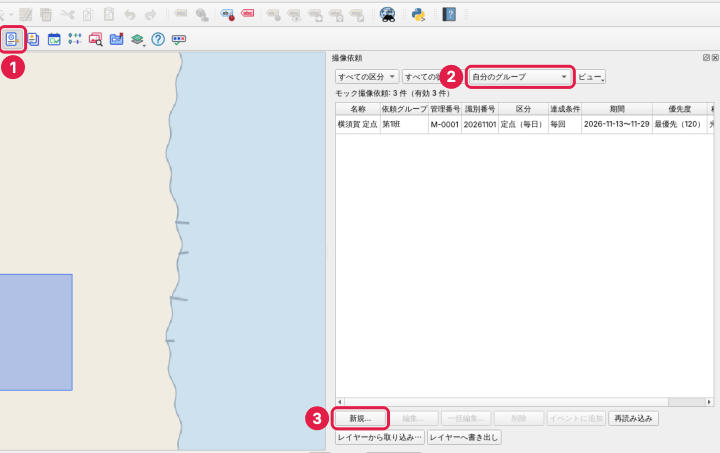 abc
1
撮像依頼
すべての区分
すべての
2
自分のグループ
ビュー
モック撮像依頼: 3 件（有効 3 件）
名称 依頼グループ 管理番号 識別番号 区分 達成条件 期間 優先度
横須賀 定点 第1班 M-0001 20261101 定点（毎日） 毎回 2026-11-13〜11-29 最優先（120）
3
新規...
編集...
一括編集...
削除
イベントに追加
再読み込み
レイヤーから取り込み…
レイヤーへ書き出し